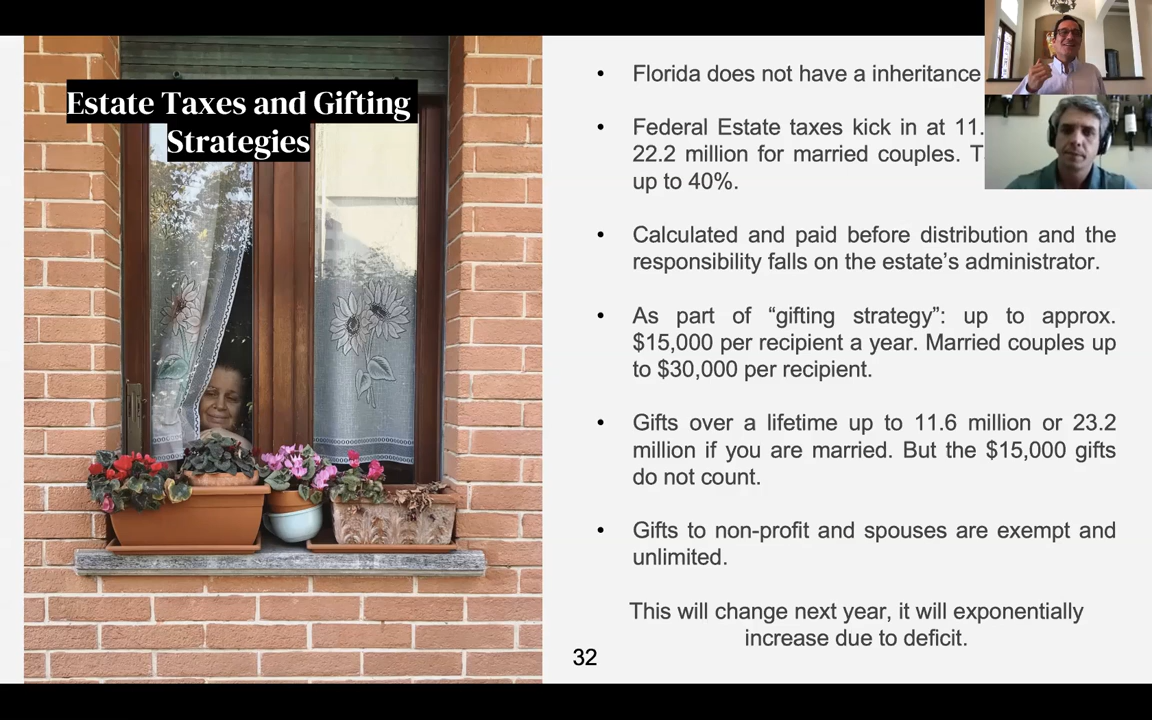 Estate Taxes and Gifting
Strategies
• Florida does not have a inheritance
• Federal Estate taxes kick in at 11.
22.2 million for married couples. T
up to 40%.
• Calculated and paid before distribution and the
responsibility falls on the estate’s administrator.
• As part of “gifting strategy”: up to approx.
$15,000 per recipient a year. Married couples up
to $30,000 per recipient.
• Gifts over a lifetime up to 11.6 million or 23.2
million if you are married. But the $15,000 gifts
do not count.
• Gifts to non-profit and spouses are exempt and
unlimited.
This will change next year, it will exponentially
increase due to deficit.
32